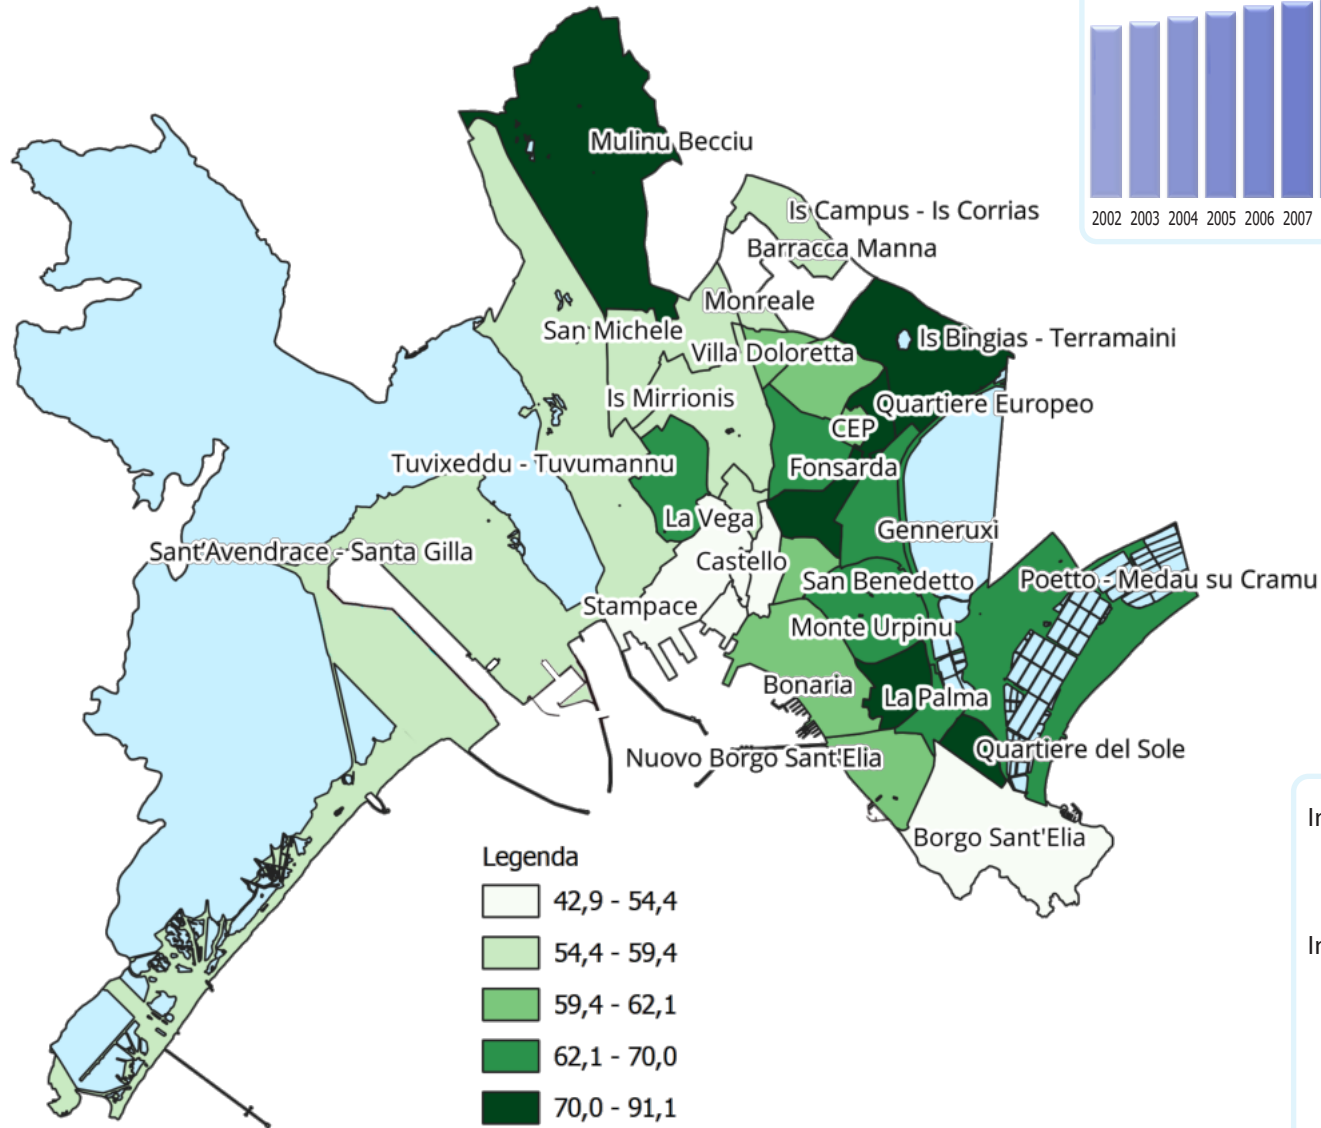 2002 2003 2004 2005 2006 2007
Mulinu Becciu
Is Campus - Is Corrias
Barracca Manna
Monreale
San Michele
Is Bingias - Terramaini
Villa Doloretta
Is Mirrionis
Quartiere Europeo
CEP
Tuvixeddu - Tuvumannu
Fonsarda
La Vega
Genneruxi
Sant'Avendrace - Santa Gilla
Castello
San Benedetto
Poetto - Medau su Cramu
Stampace
Monte Urpinu
Bonaria
La Palma
Quartiere del Sole
Nuovo Borgo Sant'Elia
Borgo Sant'Elia
Legenda
42,9 - 54,4
54,4 - 59,4
59,4 - 62,1
62,1 - 70,0
70,0 - 91,1